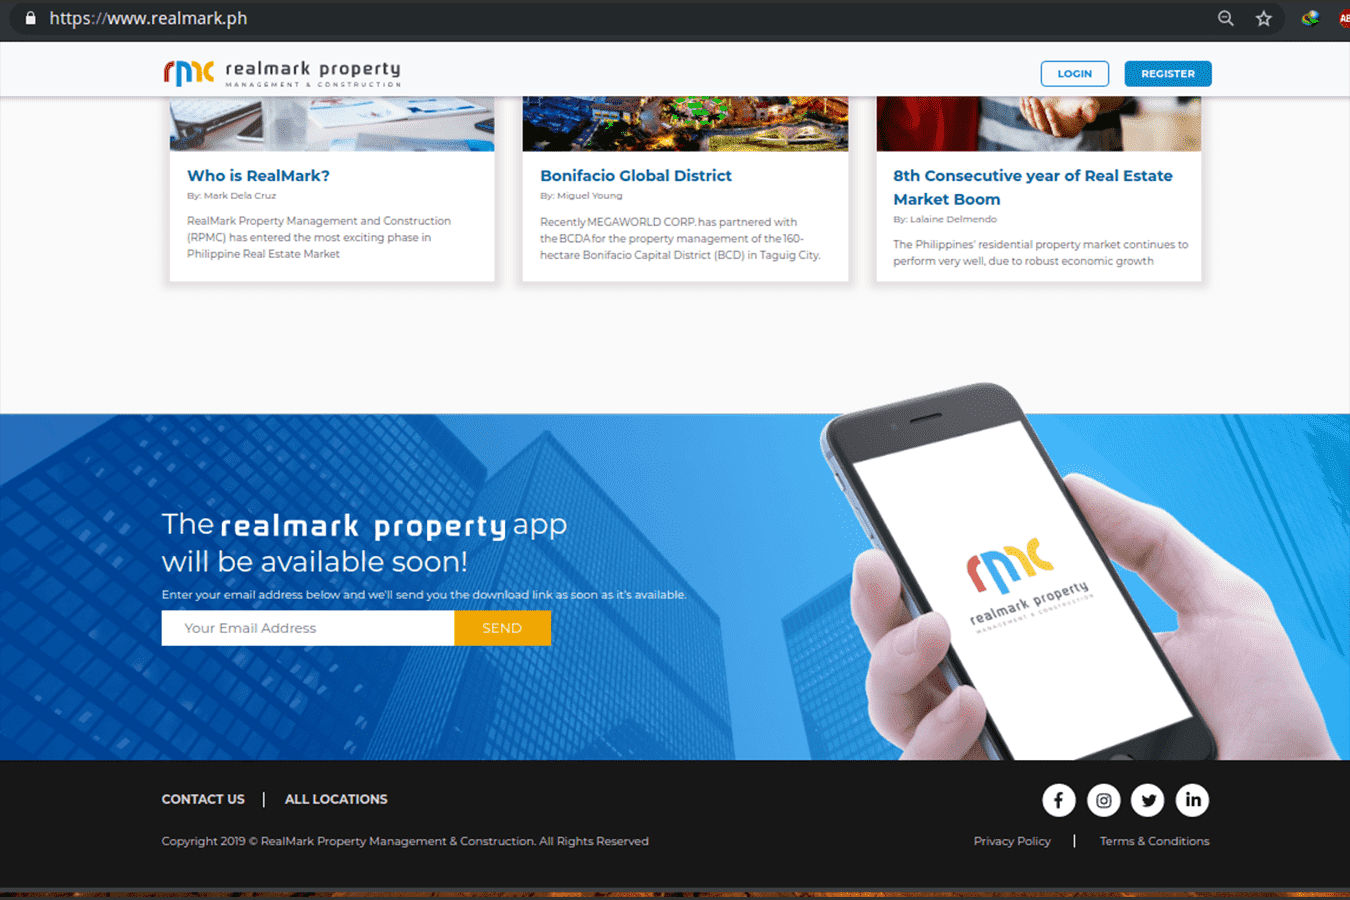 https://www.realmark.ph
rmc realmark property
MANAGEMENT & CONSTRUCTION
LOGIN
REGISTER
Who is RealMark?
By: Mark Dela Cruz
RealMark Property Management and Construction
(RPMC) has entered the most exciting phase in
Philippine Real Estate Market
Bonifacio Global District
By: Miguel Young
Recently MEGAWORLD CORP. has partnered with
the BCDA for the property management of the 160-
hectare Bonifacio Capital District (BCD) in Taguig City.
8th Consecutive year of Real Estate
Market Boom
By: Lalaine Delmendo
The Philippines' residential property market continues to
perform very well, due to robust economic growth
The realmark property app
will be available soon!
Enter your email address below and we'll send you the download link as soon as it's available.
Your Email Address
SEND
rmc
realmark property
MANAGEMENT & CONSTRUCTION
CONTACT US | ALL LOCATIONS
Copyright 2019 © RealMark Property Management & Construction. All Rights Reserved
Privacy Policy | Terms & Conditions